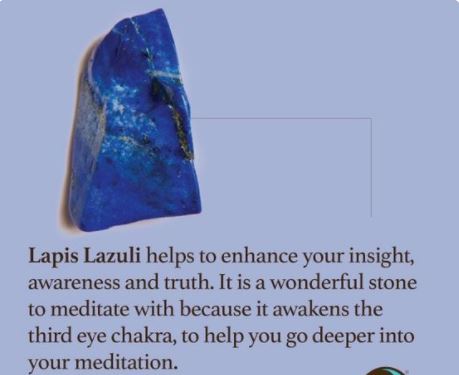 Lapis Lazuli helps to enhance your insight,
awareness and truth. It is a wonderful stone
to meditate with because it awakens the
third eye chakra, to help you go deeper into
your meditation.